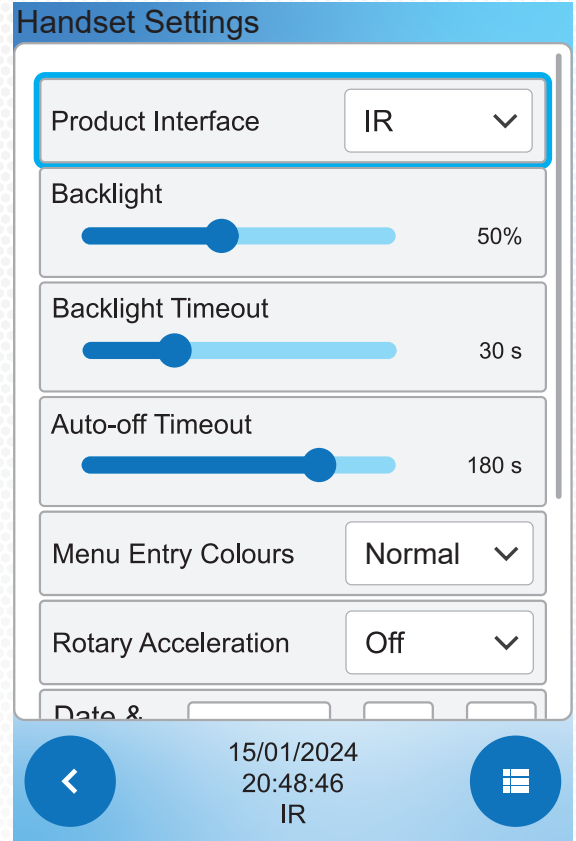 Handset Settings
Product Interface IR
Backlight
50%
Backlight Timeout
30 s
Auto-off Timeout
180 s
Menu Entry Colours Normal
Rotary Acceleration Off
Date &
15/01/2024
20:48:46
IR